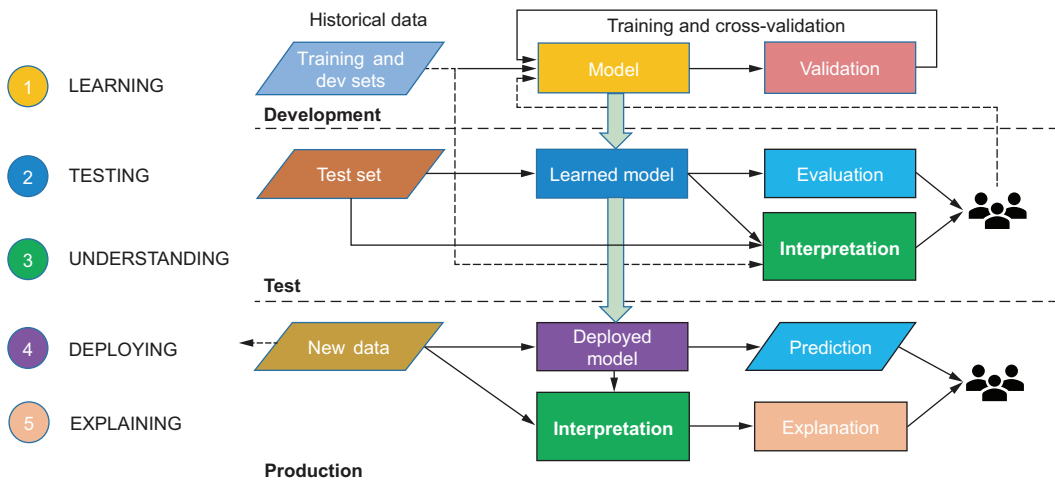 Historical data
Training and cross-validation
Training and
dev sets
Model
Validation
1
LEARNING
Development
2
TESTING
Test set
Learned model
Evaluation
3
UNDERSTANDING
Interpretation
Test
4
DEPLOYING
New data
Deployed
model
Prediction
5
EXPLAINING
Interpretation
Explanation
Production